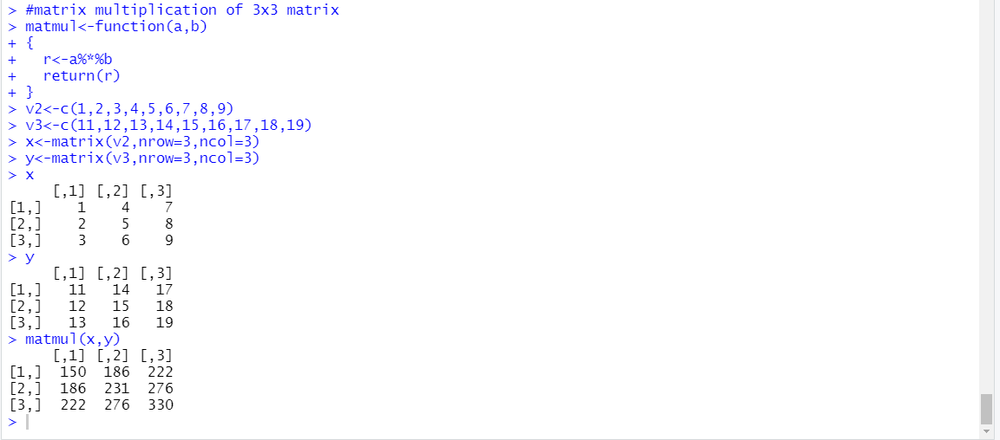 > #matrix multiplication of 3x3 matrix
> matmul<-function(a,b)
+ {
+   r<-a%*%b
+   return(r)
+ }
> v2<-c(1,2,3,4,5,6,7,8,9)
> v3<-c(11,12,13,14,15,16,17,18,19)
> x<-matrix(v2,nrow=3,ncol=3)
> y<-matrix(v3,nrow=3,ncol=3)
> x
     [,1] [,2] [,3]
[1,]    1    4    7
[2,]    2    5    8
[3,]    3    6    9
> y
     [,1] [,2] [,3]
[1,]   11   14   17
[2,]   12   15   18
[3,]   13   16   19
> matmul(x,y)
     [,1] [,2] [,3]
[1,]  150  186  222
[2,]  186  231  276
[3,]  222  276  330
>